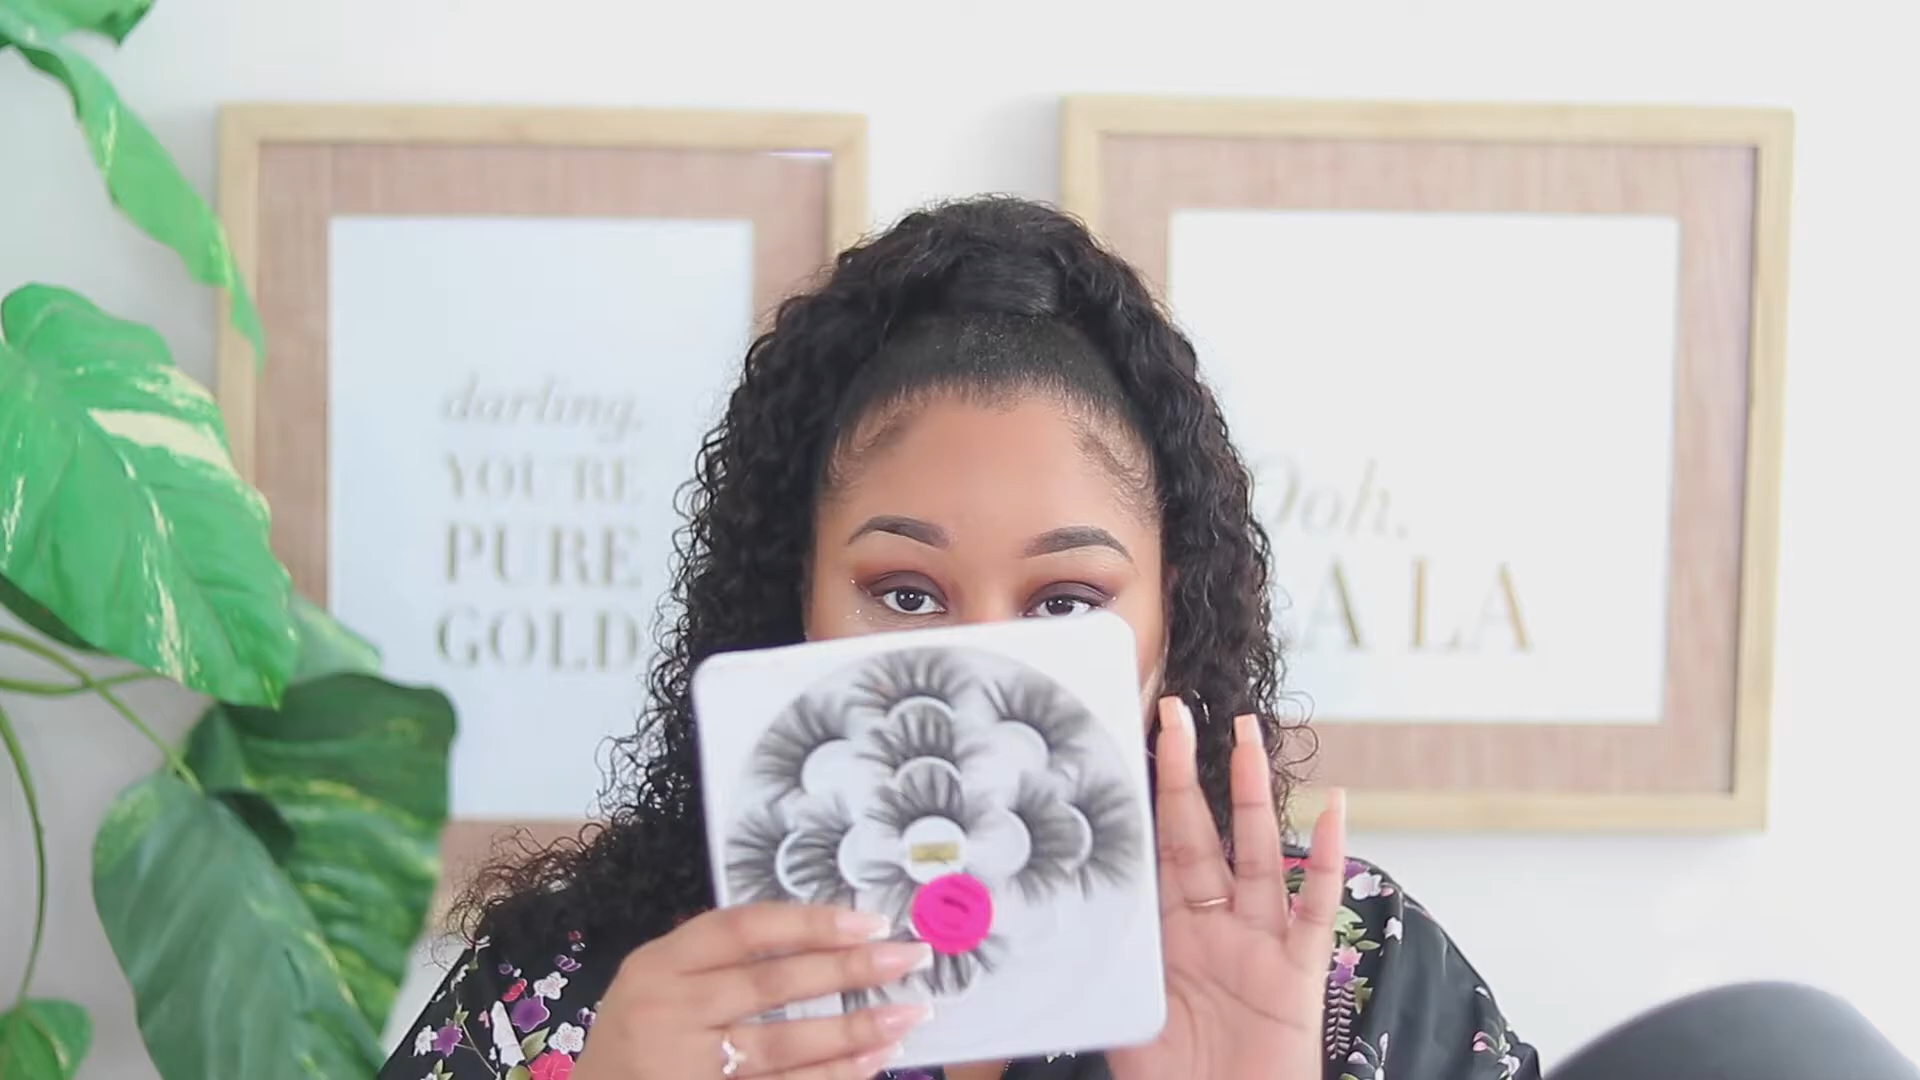 darling,
YOU'RE
PURE
GOLD
Ooh,
LA LA